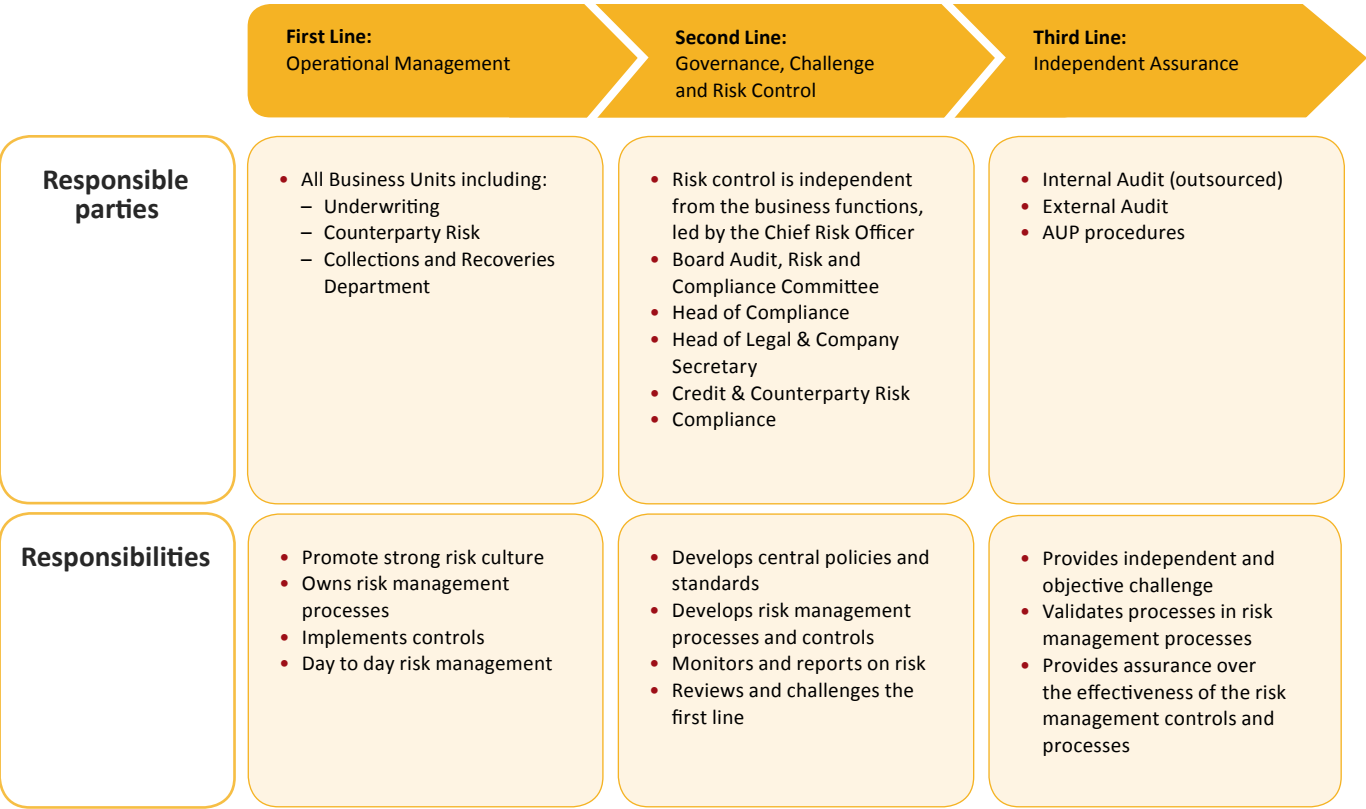 First Line:
Operational Management
Second Line:
Governance, Challenge
and Risk Control
Third Line:
Independent Assurance
Responsible
parties
• All Business Units including:
– Underwriting
– Counterparty Risk
– Collections and Recoveries
Department
• Risk control is independent
from the business functions,
led by the Chief Risk Officer
• Board Audit, Risk and
Compliance Committee
• Head of Compliance
• Head of Legal & Company
Secretary
• Credit & Counterparty Risk
• Compliance
• Internal Audit (outsourced)
• External Audit
• AUP procedures
Responsibilities
• Promote strong risk culture
• Owns risk management
processes
• Implements controls
• Day to day risk management
• Develops central policies and
standards
• Develops risk management
processes and controls
• Monitors and reports on risk
• Reviews and challenges the
first line
• Provides independent and
objective challenge
• Validates processes in risk
management processes
• Provides assurance over
the effectiveness of the risk
management controls and
processes